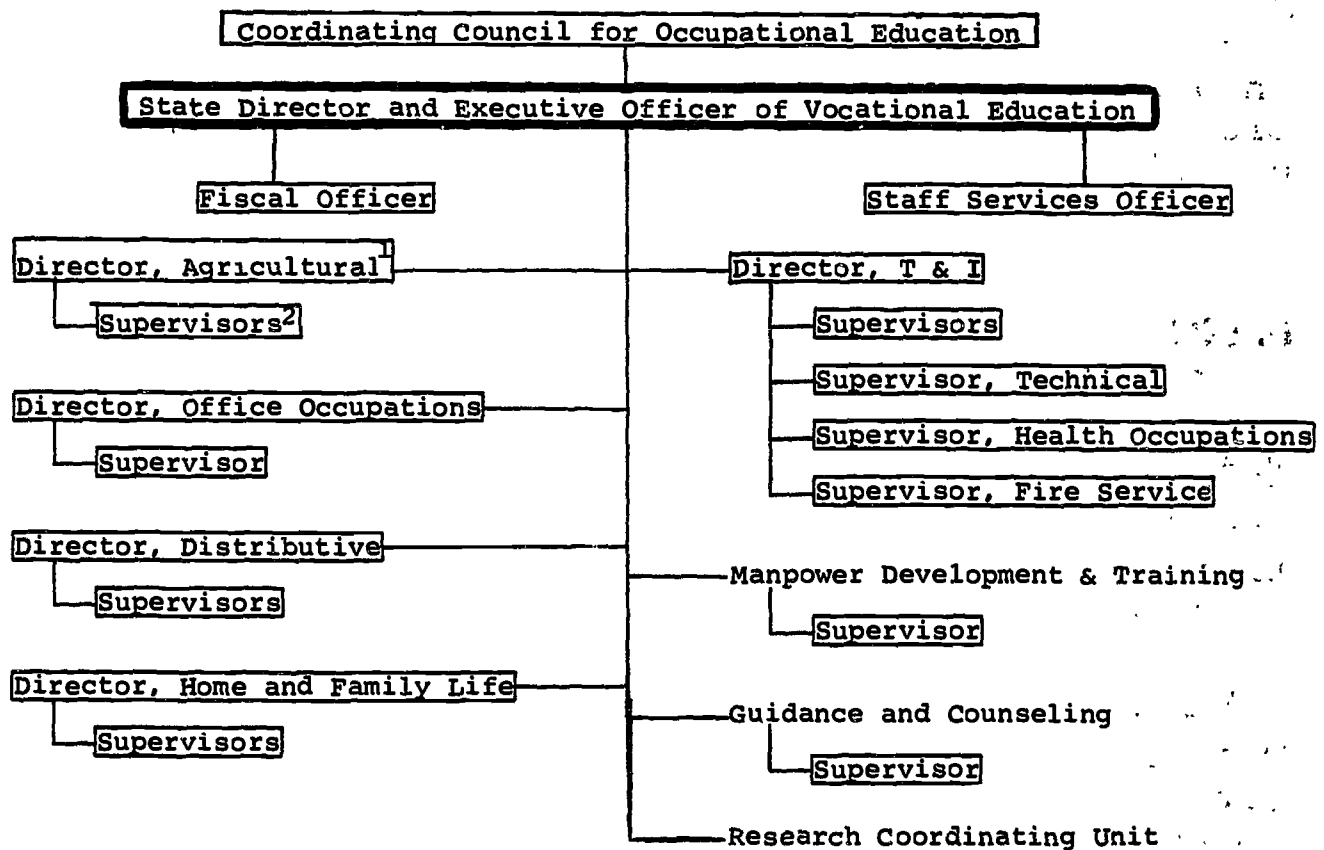 Coordinating Council for Occupational Education
State Director and Executive Officer of Vocational Education
Fiscal Officer
Staff Services Officer
Director, Agricultural1
Supervisors2
Director, Office Occupations
Supervisor
Director, Distributive
Supervisors
Director, Home and Family Life
Supervisors
Director, T & I
Supervisors
Supervisor, Technical
Supervisor, Health Occupations
Supervisor, Fire Service
Manpower Development & Training
Supervisor
Guidance and Counseling
Supervisor
Research Coordinating Unit